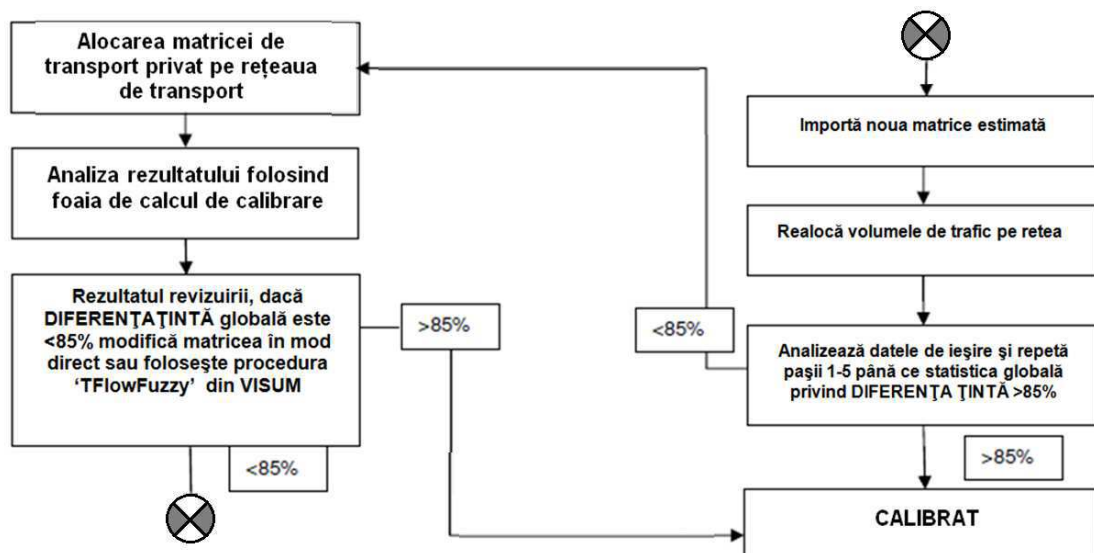 Alocarea matricei de
transport privat pe rețeaua
de transport
Analiza rezultatului folosind
foaia de calcul de calibrare
Rezultatul revizuirii, dacă
DIFERENŢAŢINTĂ globală este
<85% modifică matricea în mod
direct sau foloseşte procedura
‘TFlowFuzzy’ din VISUM
>85%
<85%
Importă noua matrice estimată
Realocă volumele de trafic pe retea
<85%
Analizează datele de ieşire şi repetă
paşii 1-5 până ce statistica globală
privind DIFERENŢA ŢINTĂ >85%
>85%
CALIBRAT